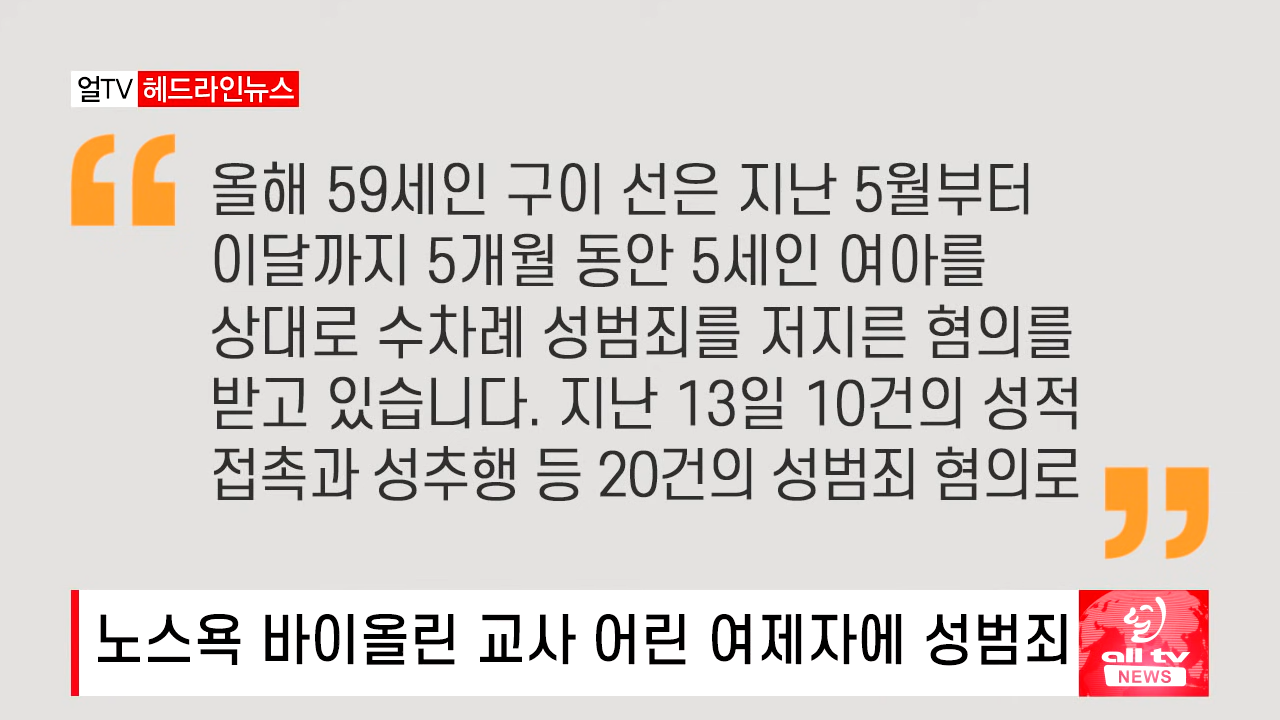 얼TV 헤드라인뉴스
올해 59세인 구이 선은 지난 5월부터
이달까지 5개월 동안 5세인 여아를
상대로 수차례 성범죄를 저지른 혐의를
받고 있습니다. 지난 13일 10건의 성적
접촉과 성추행 등 20건의 성범죄 혐의로
노스욕 바이올린 교사 어린 여제자에 성범죄
얼
all tv
NEWS